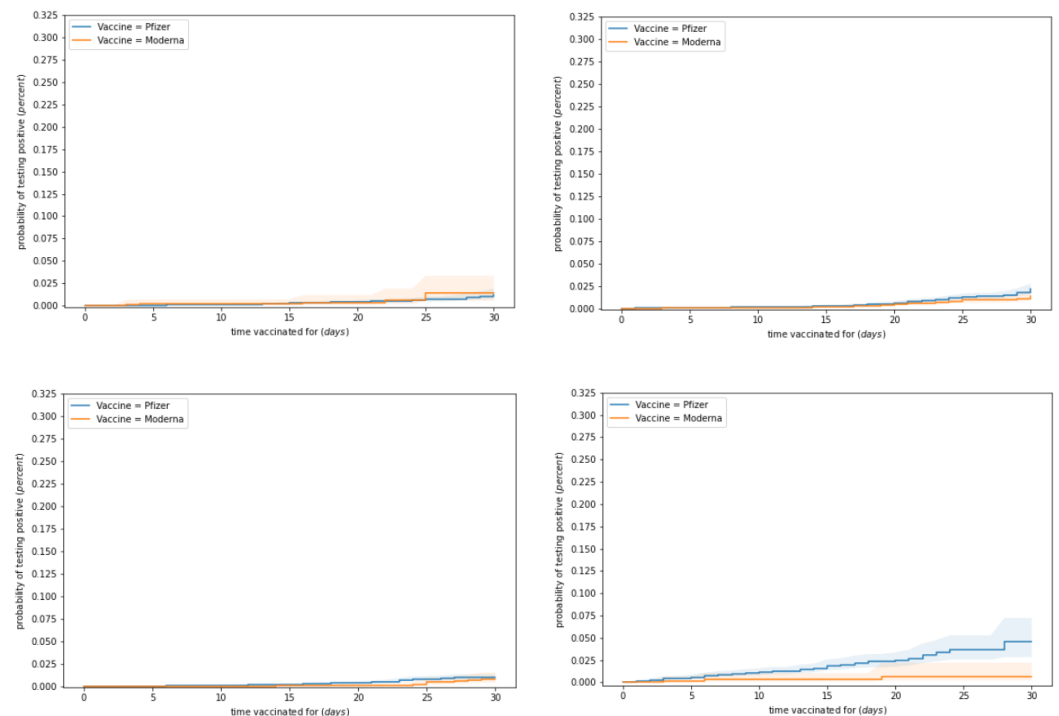 0.325
0.300
0.275
0.250
0.225
0.200
0.175
0.150
0.125
0.100
0.075
0.050
0.025
0.000
probability of testing positive (percent)
Vaccine = Pfizer
Vaccine = Moderna
0 5 10 15 20 25 30
time vaccinated for (days)
0.325
0.300
0.275
0.250
0.225
0.200
0.175
0.150
0.125
0.100
0.075
0.050
0.025
0.000
probability of testing positive (percent)
Vaccine = Pfizer
Vaccine = Moderna
0 5 10 15 20 25 30
time vaccinated for (days)
0.325
0.300
0.275
0.250
0.225
0.200
0.175
0.150
0.125
0.100
0.075
0.050
0.025
0.000
probability of testing positive (percent)
Vaccine = Pfizer
Vaccine = Moderna
0 5 10 15 20 25 30
time vaccinated for (days)
0.325
0.300
0.275
0.250
0.225
0.200
0.175
0.150
0.125
0.100
0.075
0.050
0.025
0.000
probability of testing positive (percent)
Vaccine = Pfizer
Vaccine = Moderna
0 5 10 15 20 25 30
time vaccinated for (days)